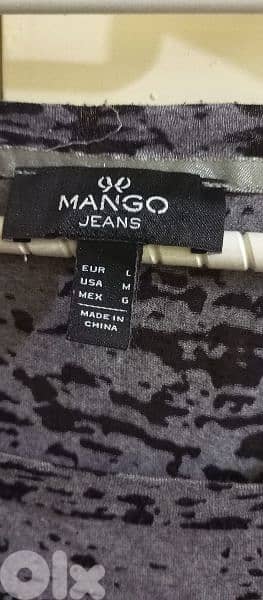 MANGO
JEANS
EUR L
USA M
MEX G
MADE IN
CHINA
OLX